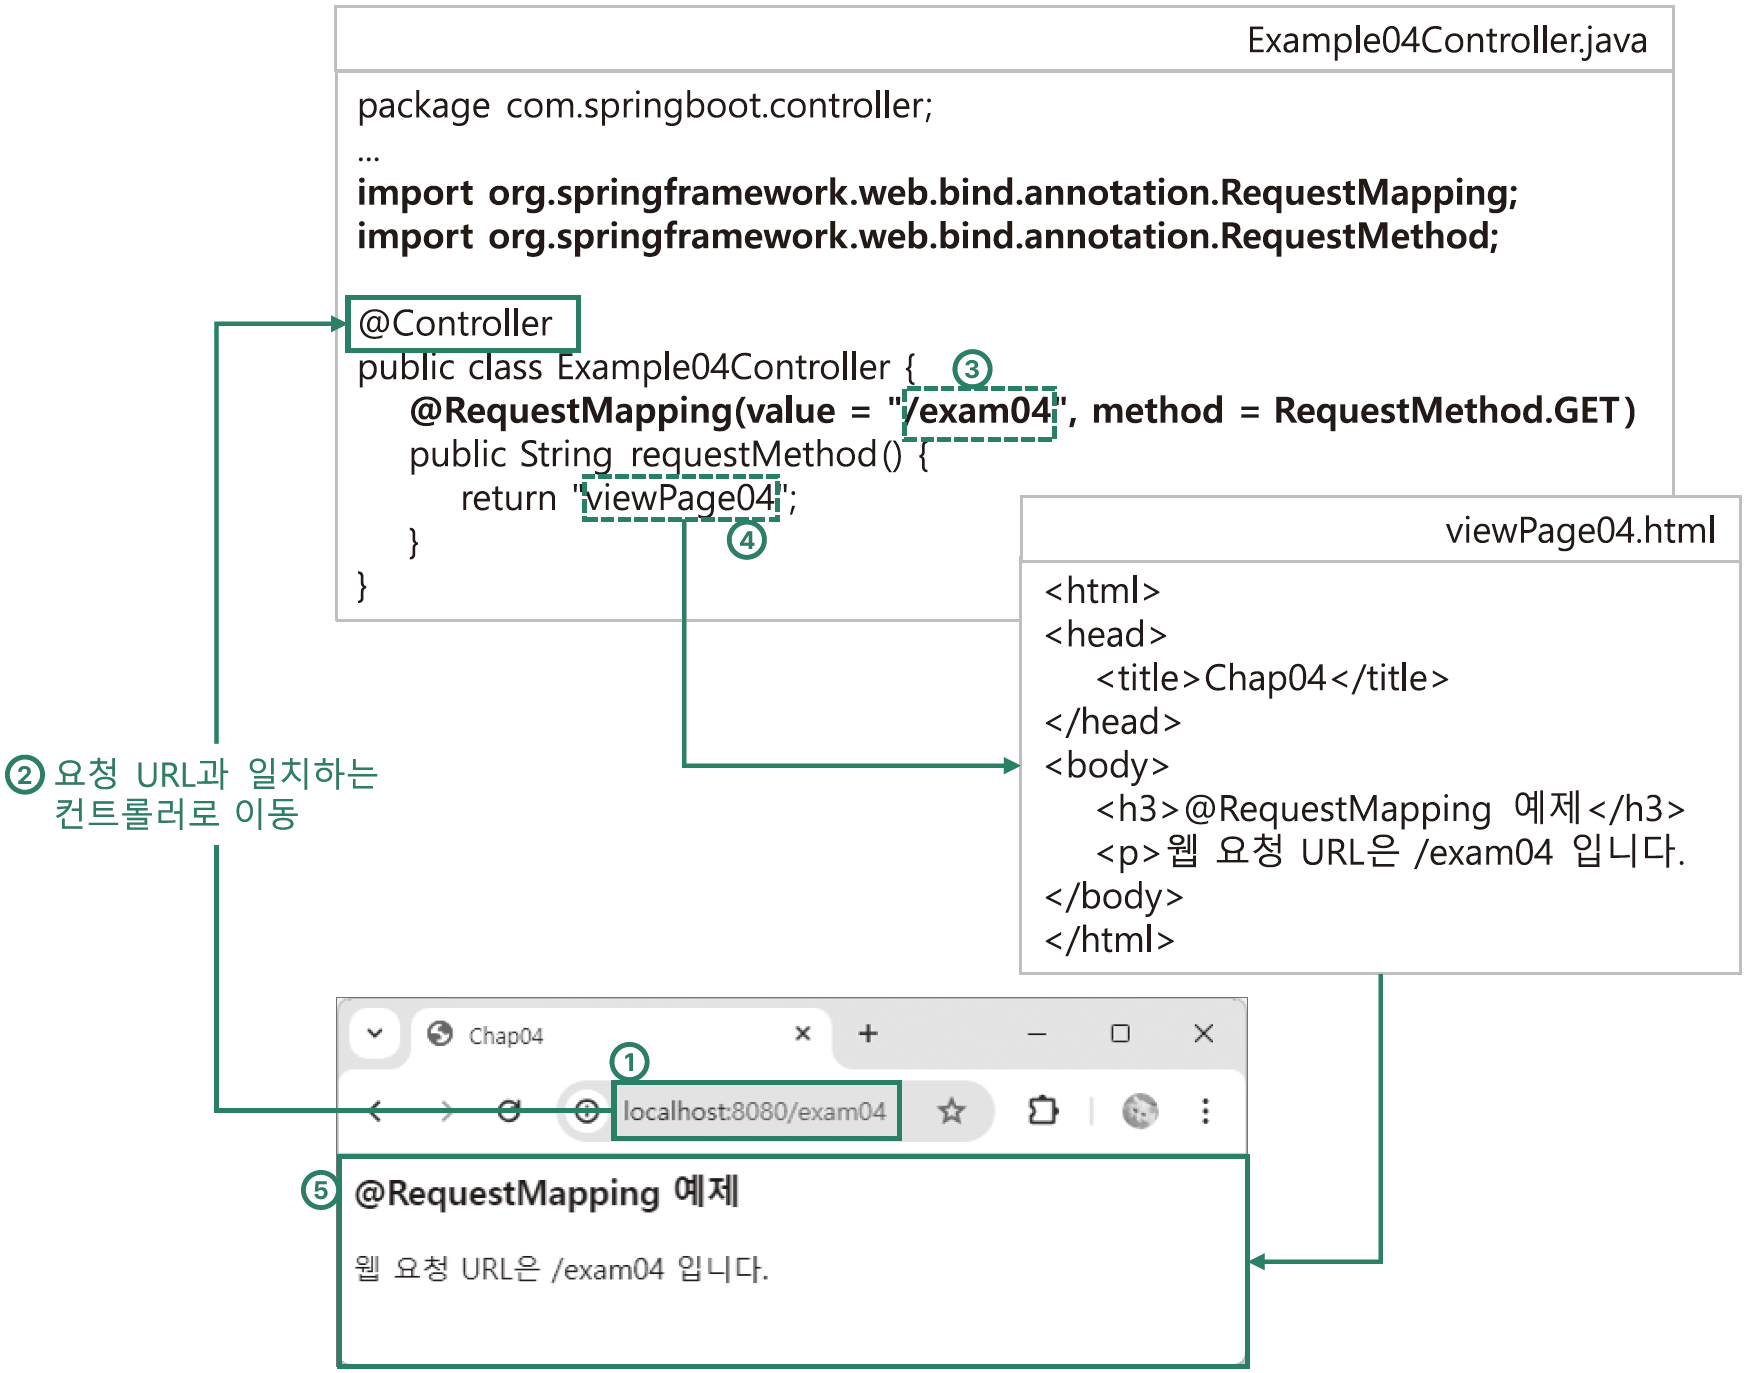 Example04Controller.java
package com.springboot.controller;
...
import org.springframework.web.bind.annotation.RequestMapping;
import org.springframework.web.bind.annotation.RequestMethod;
@Controller
public class Example04Controller {
③
@RequestMapping(value = "/exam04", method = RequestMethod.GET)
public String requestMethod() {
return "viewPage04";
④
}
}
viewPage04.html
<html>
<head>
<title>Chap04</title>
</head>
<body>
<h3>@RequestMapping 예제</h3>
<p>웹 요청 URL은 /exam04 입니다.
</body>
</html>
② 요청 URL과 일치하는
컨트롤러로 이동
Chap04
①
localhost:8080/exam04
⑤
@RequestMapping 예제
웹 요청 URL은 /exam04 입니다.